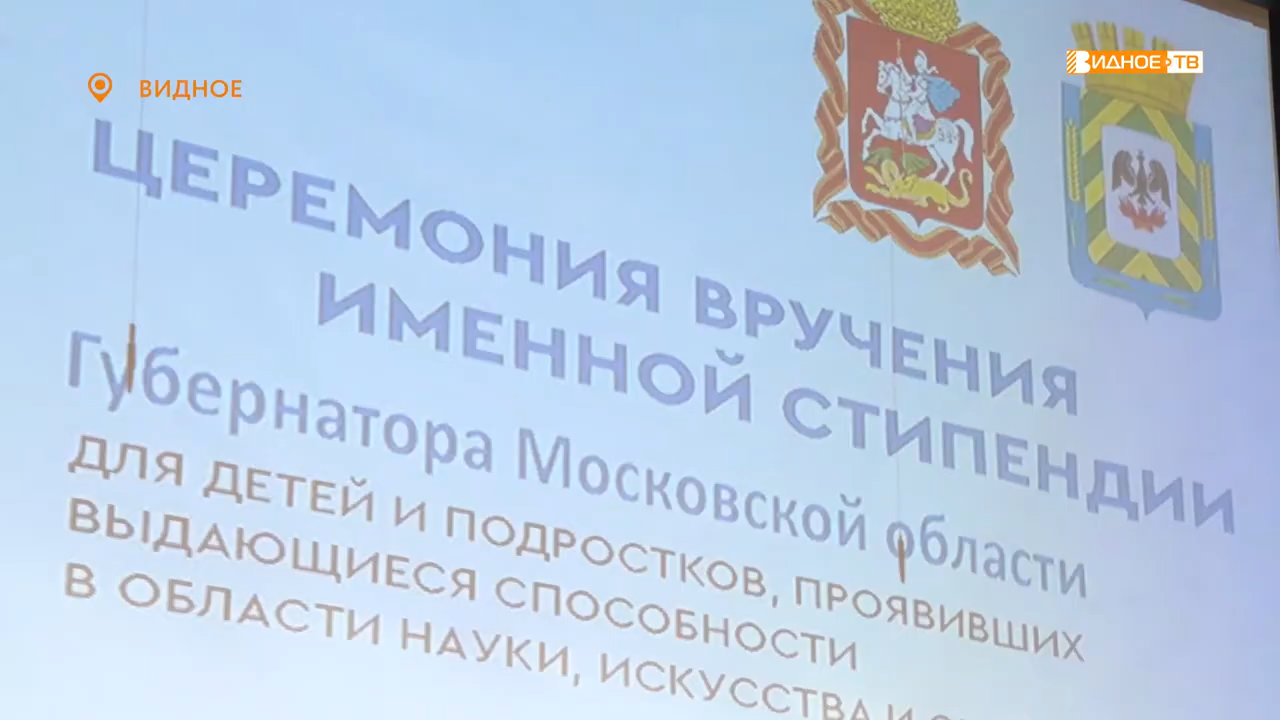 ВИДНОЕ
ВИДНОЕ ТВ
ЦЕРЕМОНИЯ ВРУЧЕНИЯ
ИМЕННОЙ СТИПЕНДИИ
Губернатора Московской области
ДЛЯ ДЕТЕЙ И ПОДРОСТКОВ, ПРОЯВИВШИХ
ВЫДАЮЩИЕСЯ СПОСОБНОСТИ
В ОБЛАСТИ НАУКИ, ИСКУССТВА И